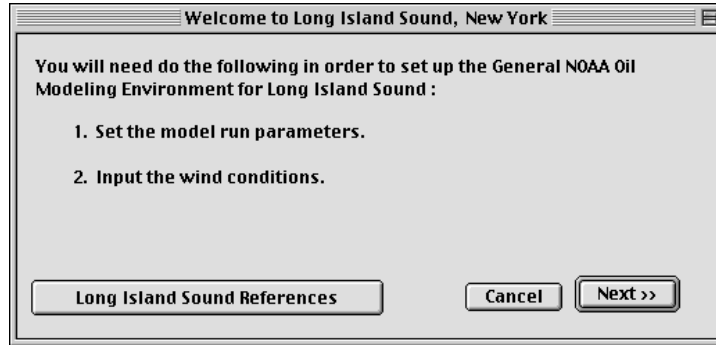 Welcome to Long Island Sound, New York
You will need do the following in order to set up the General NOAA Oil
Modeling Environment for Long Island Sound :
1. Set the model run parameters.
2. Input the wind conditions.
Long Island Sound References
Cancel
Next >>